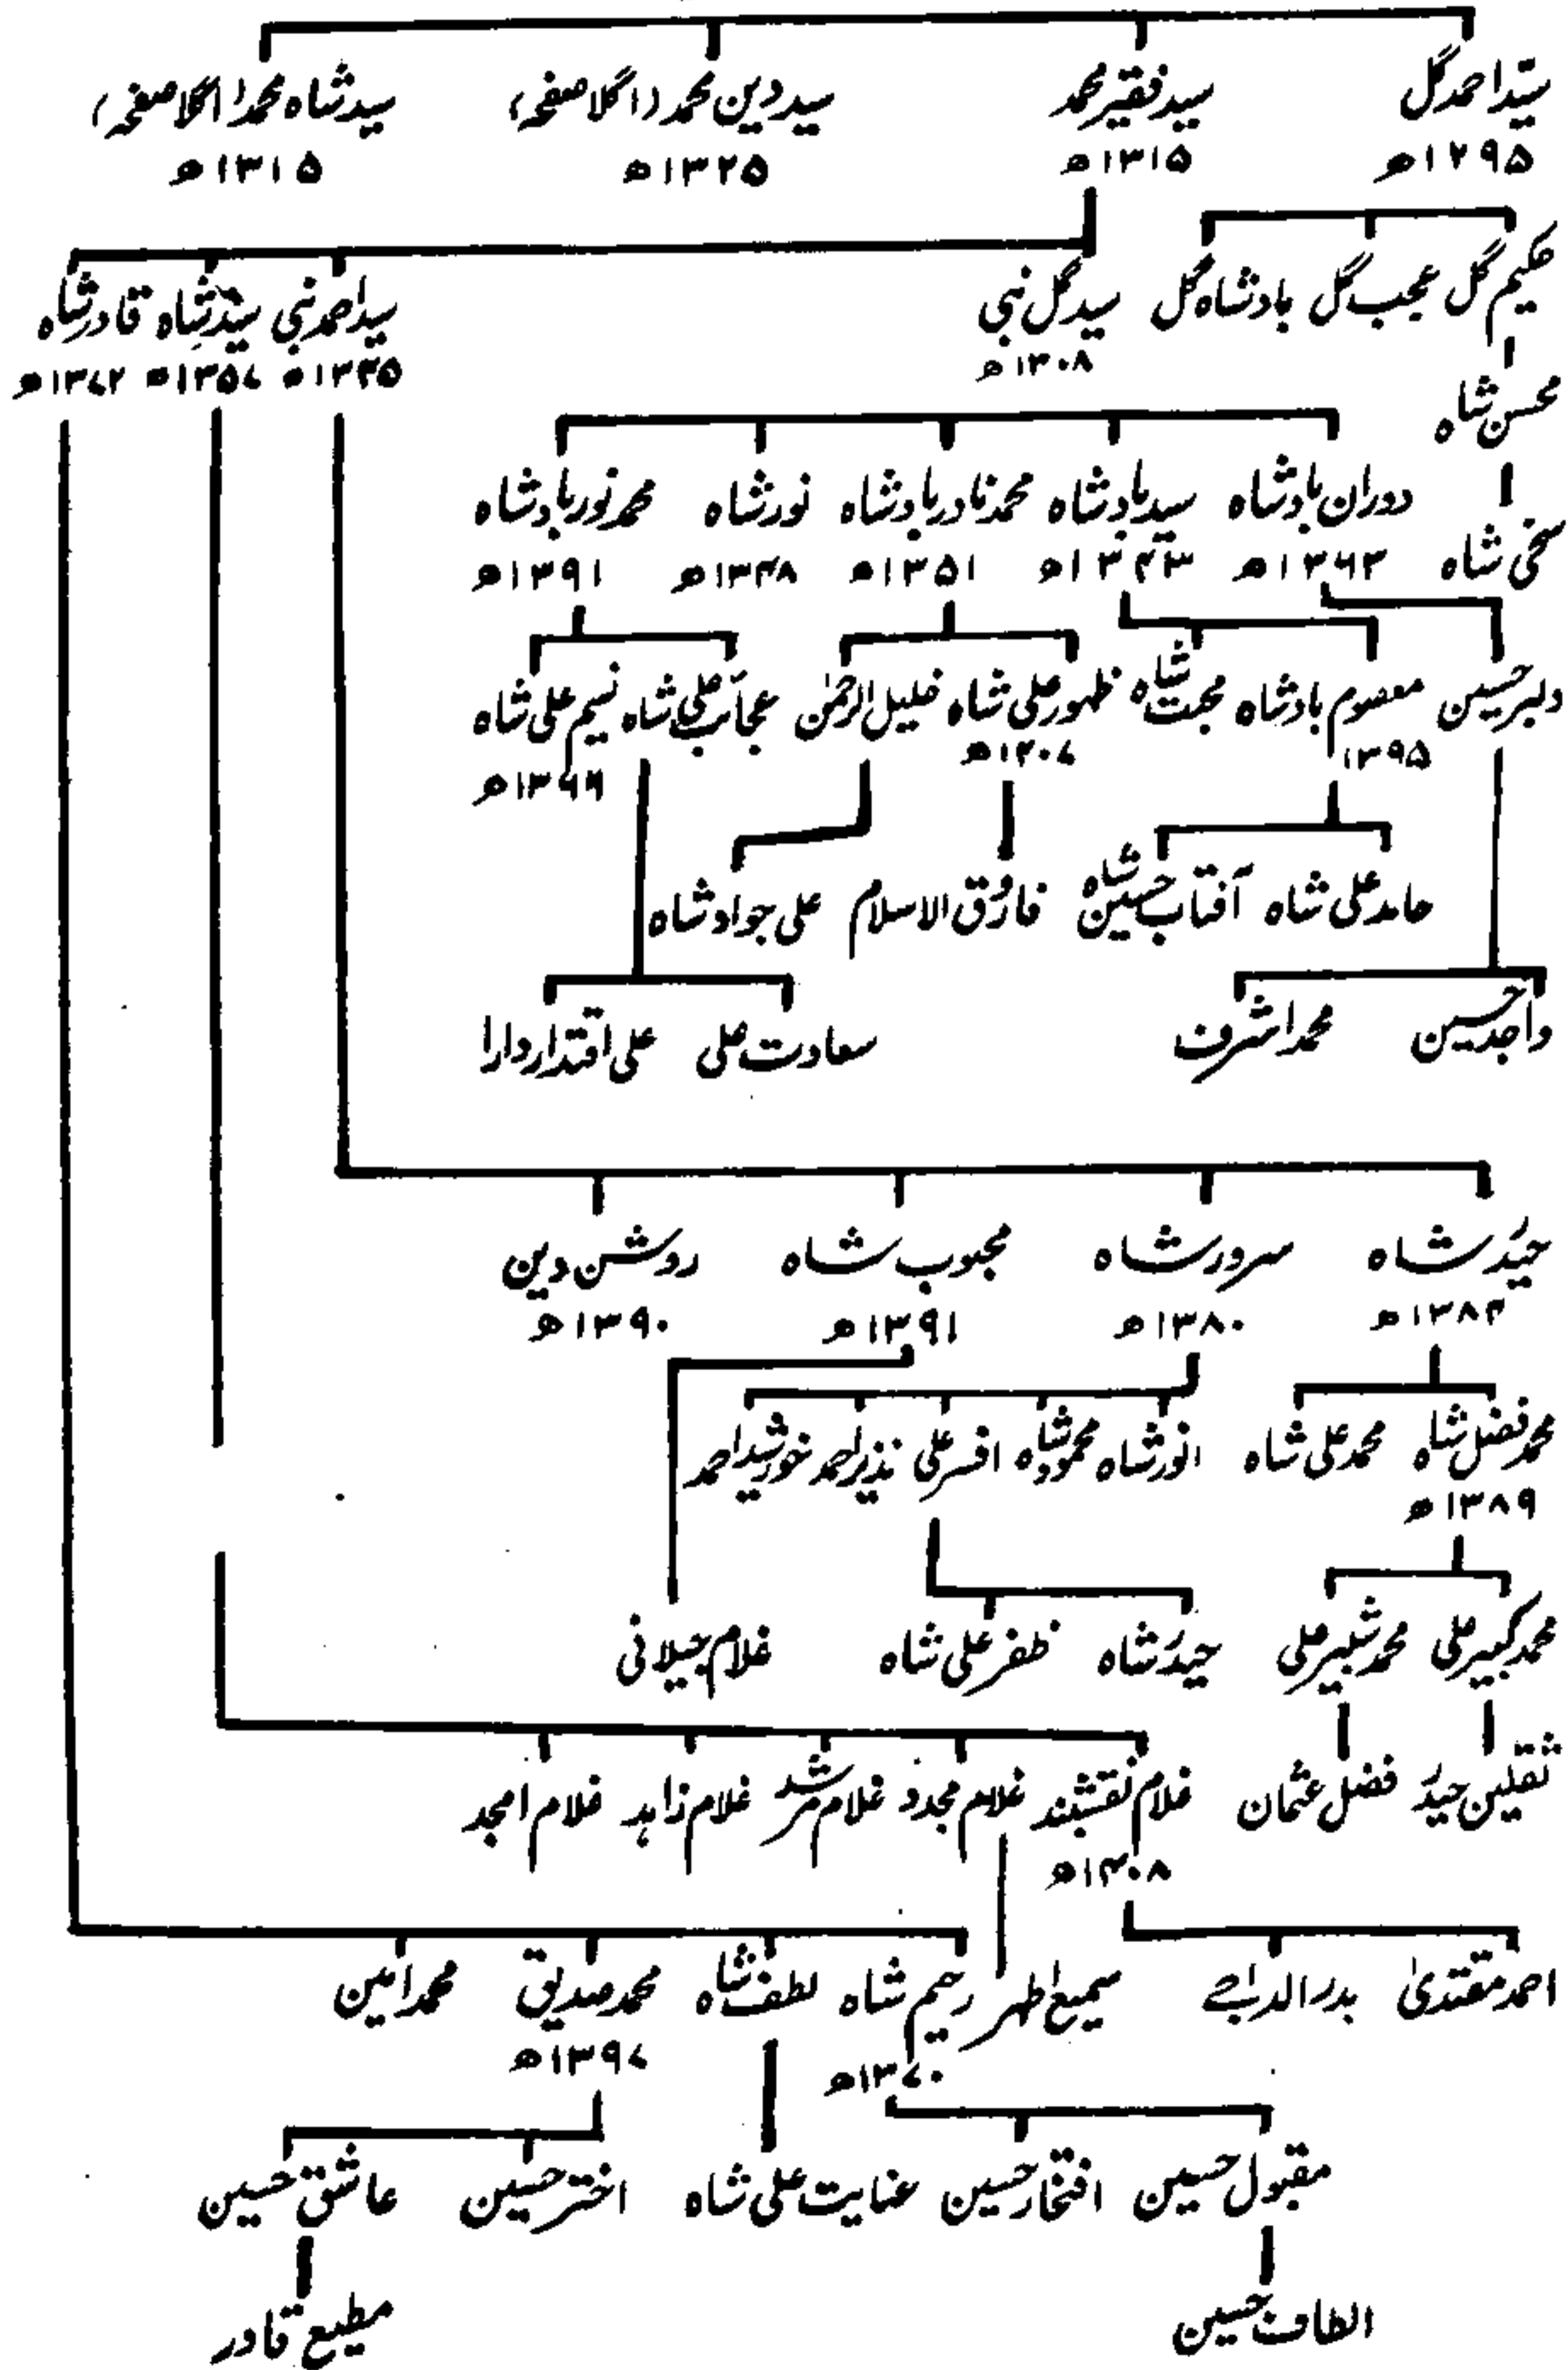 سید احمد گل سید فقیر محمد سید دین محمد (اگلا صفحہ) سید شاہ محمد (اگلا صفحہ)
۱۲۹۵ھ ۱۳۱۵ھ ۱۳۲۵ھ ۱۳۱۵ھ
حکیم گل عجب گل بادشاہ گل سید گل نبی سید احمد نبی سید شاہ قادر شاہ
۱۳۰۸ھ ۱۳۴۵ھ ۱۳۵۷ھ ۱۳۷۲ھ
محسن شاہ
دوران بادشاہ سید بادشاہ محمد نادر بادشاہ نور شاہ محمد نور بادشاہ
سخی شاہ ۱۳۶۳ھ ۱۳۴۳ھ ۱۳۵۱ھ ۱۳۴۸ھ ۱۳۹۱ھ
دلبر حسین معصوم بادشاہ محبت شاہ ظہور علی شاہ خلیل الرحمٰن عجائب علی شاہ نسیم علی شاہ
۱۳۹۵ ۱۴۰۷ھ ۱۳۶۶ھ
حامد علی شاہ آفتاب حسین شاہ فاروق الاسلام علی جواد شاہ
واجد حسین محمد اشرف سعادت علی علی اقتدار دارا
حیدر شاہ سرور شاہ محبوب شاہ روشن دین
۱۳۸۴ھ ۱۳۸۰ھ ۱۳۹۱ھ ۱۳۹۰ھ
محمد فضل شاہ محمد علی شاہ انور شاہ محمود شاہ افسر علی نذیر احمد خورشید احمد
۱۳۸۹ھ
محمد کبیر علی محمد شبیر علی حیدر شاہ ظفر علی شاہ غلام جیلانی
ثقلین حیدر فضل عثمان غلام نقشبند غلام مجدد غلام مرشد غلام زاہد غلام امجد
۱۴۰۸ھ
احمد مقتدیٰ بدر الدجےٰ سمیع اطہر رحیم شاہ لطف شاہ محمد صدیق محمد امین
۱۳۷۰ھ ۱۳۹۷ھ
مقبول حسین افتخار حسین عنایت علی شاہ اختر حسین عاشق حسین
الطاف حسین مطیع قادر